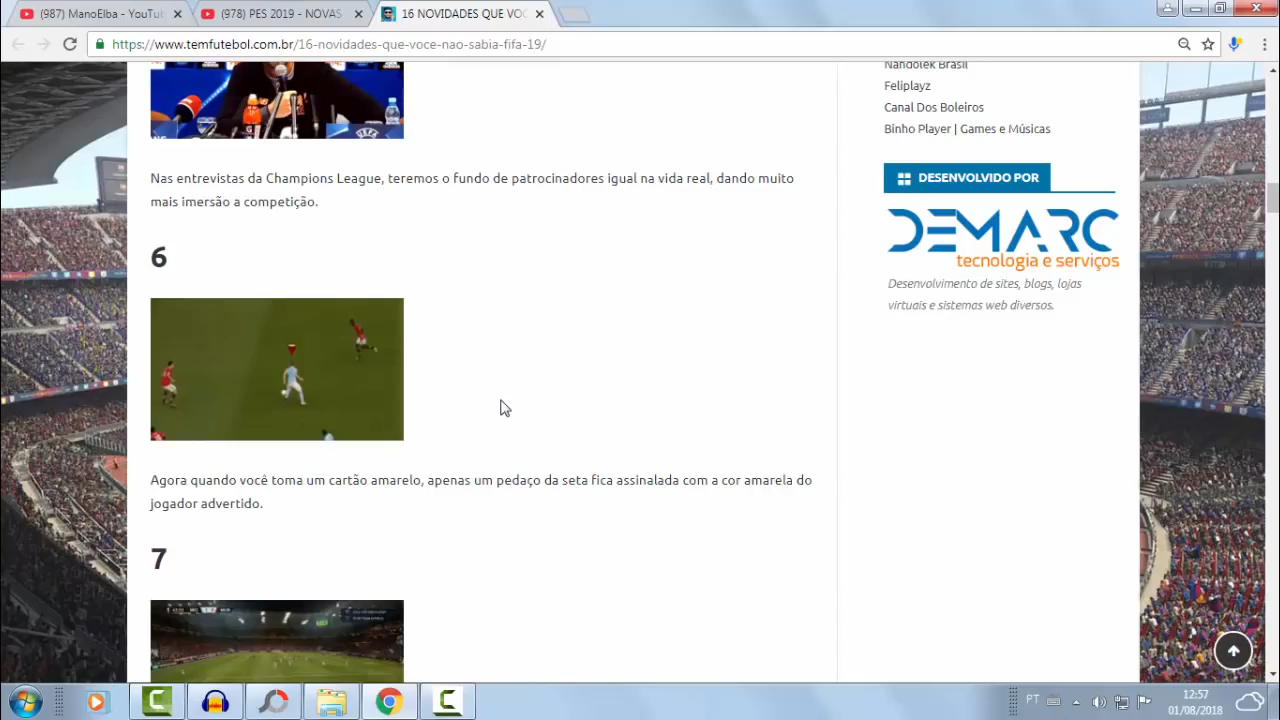 (987) ManoElba - YouTu
(978) PES 2019 - NOVAS
16 NOVIDADES QUE VOC
https://www.temfutebol.com.br/16-novidades-que-voce-nao-sabia-fifa-19/
Nandolek Brasil
Feliplayz
Canal Dos Boleiros
Binho Player | Games e Músicas
Nas entrevistas da Champions League, teremos o fundo de patrocinadores igual na vida real, dando muito
mais imersão a competição.
DESENVOLVIDO POR
DEMARC
tecnologia e serviços
Desenvolvimento de sites, blogs, lojas
virtuais e sistemas web diversos.
6
Agora quando você toma um cartão amarelo, apenas um pedaço da seta fica assinalada com a cor amarela do
jogador advertido.
7
PT
12:57
01/08/2018